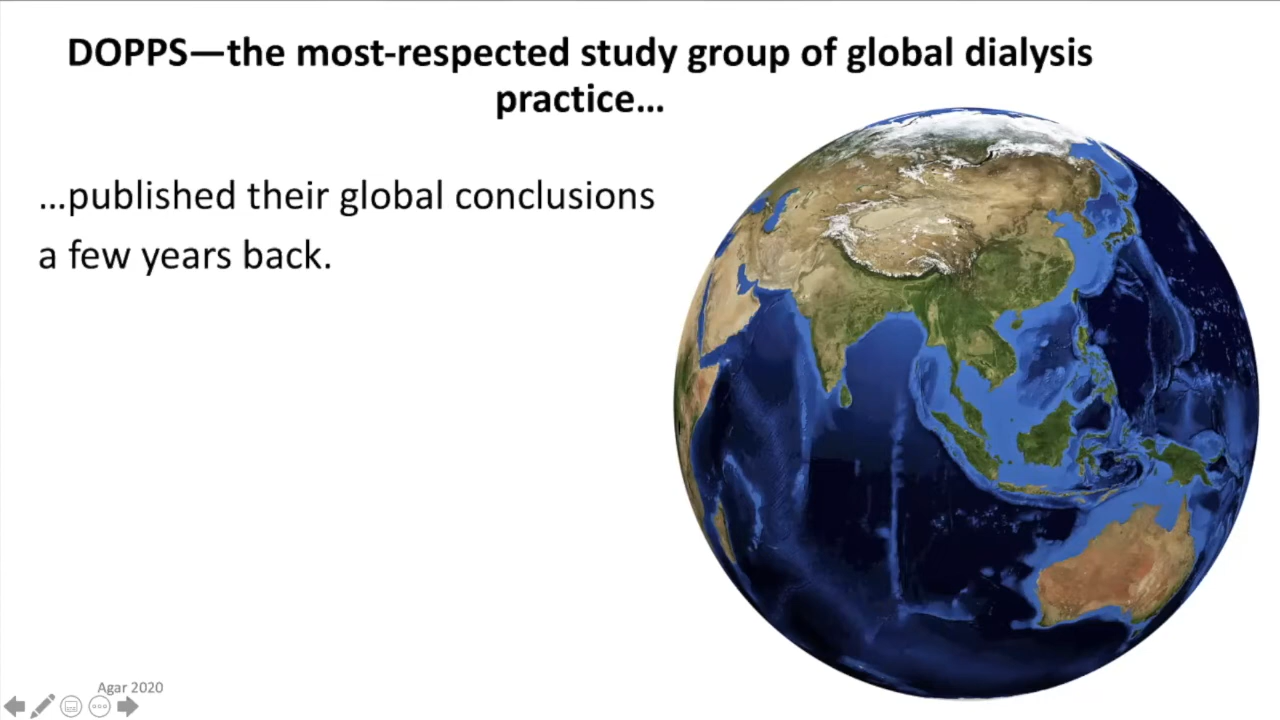 DOPPS—the most-respected study group of global dialysis
practice…
…published their global conclusions
a few years back.
Agar 2020